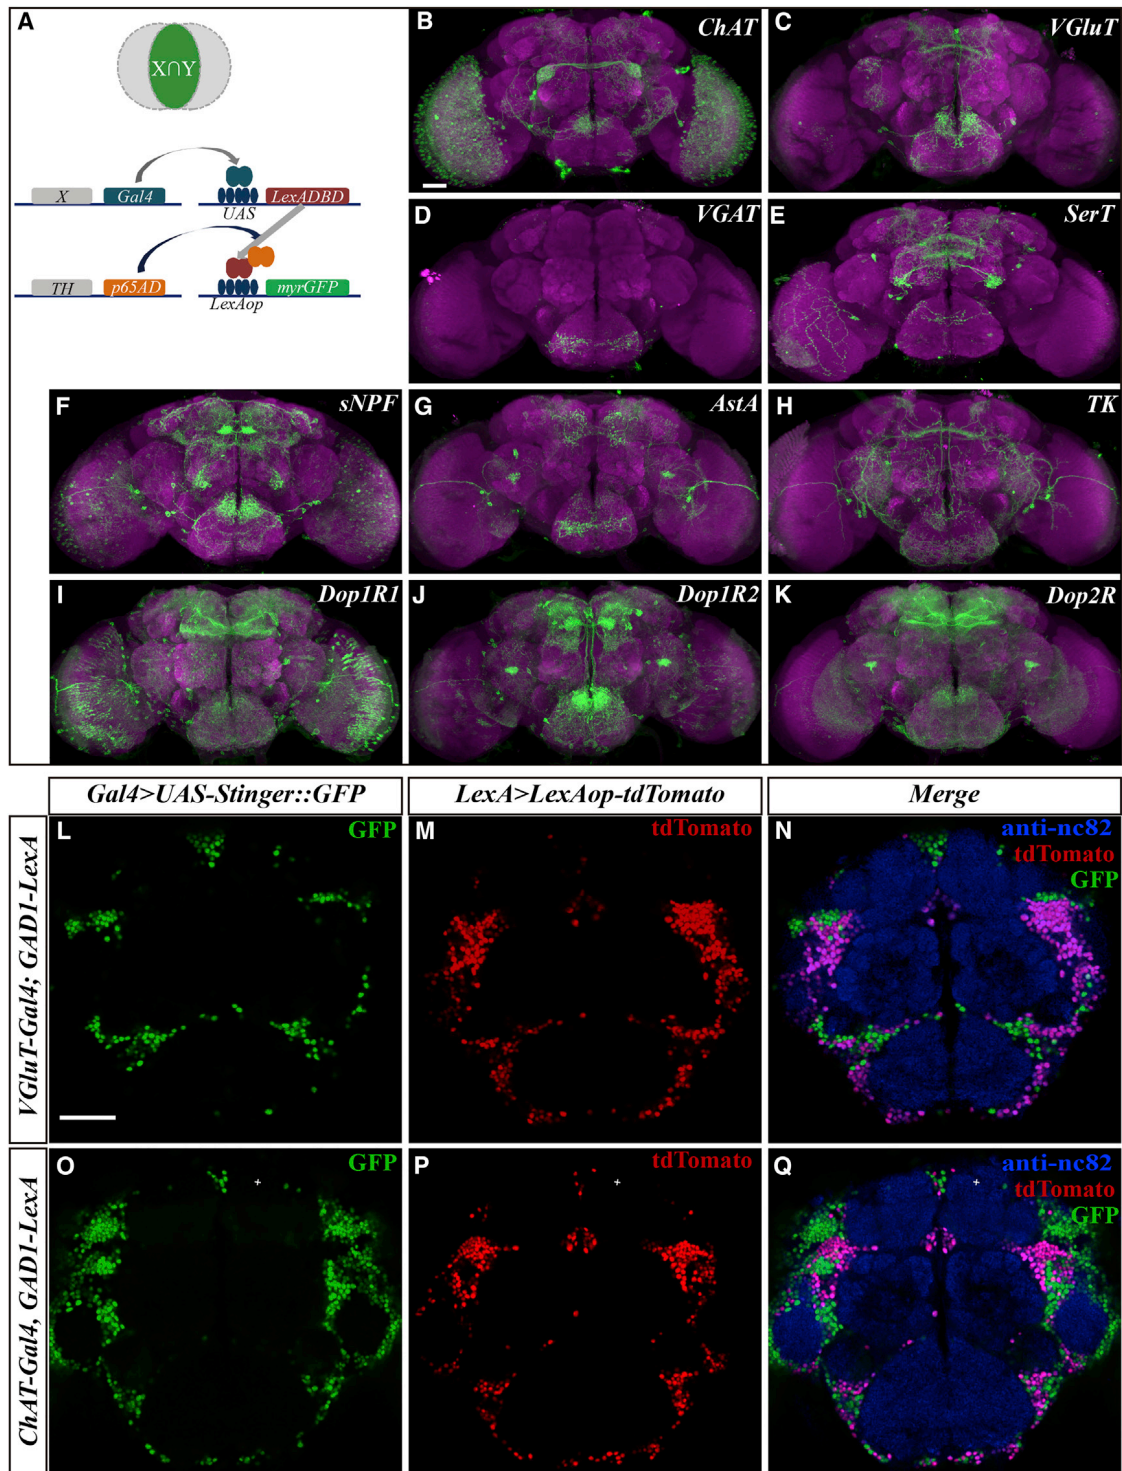 A
X∩Y
X
Gal4
UAS
LexADBD
TH
p65AD
LexAop
myrGFP
B
ChAT
C
VGluT
D
VGAT
E
SerT
F
sNPF
G
AstA
H
TK
I
Dop1R1
J
Dop1R2
K
Dop2R
Gal4>UAS-Stinger::GFP
LexA>LexAop-tdTomato
Merge
VGluT-Gal4; GAD1-LexA
L
GFP
M
tdTomato
N
anti-nc82
tdTomato
GFP
ChAT-Gal4, GAD1-LexA
O
GFP
P
tdTomato
Q
anti-nc82
tdTomato
GFP